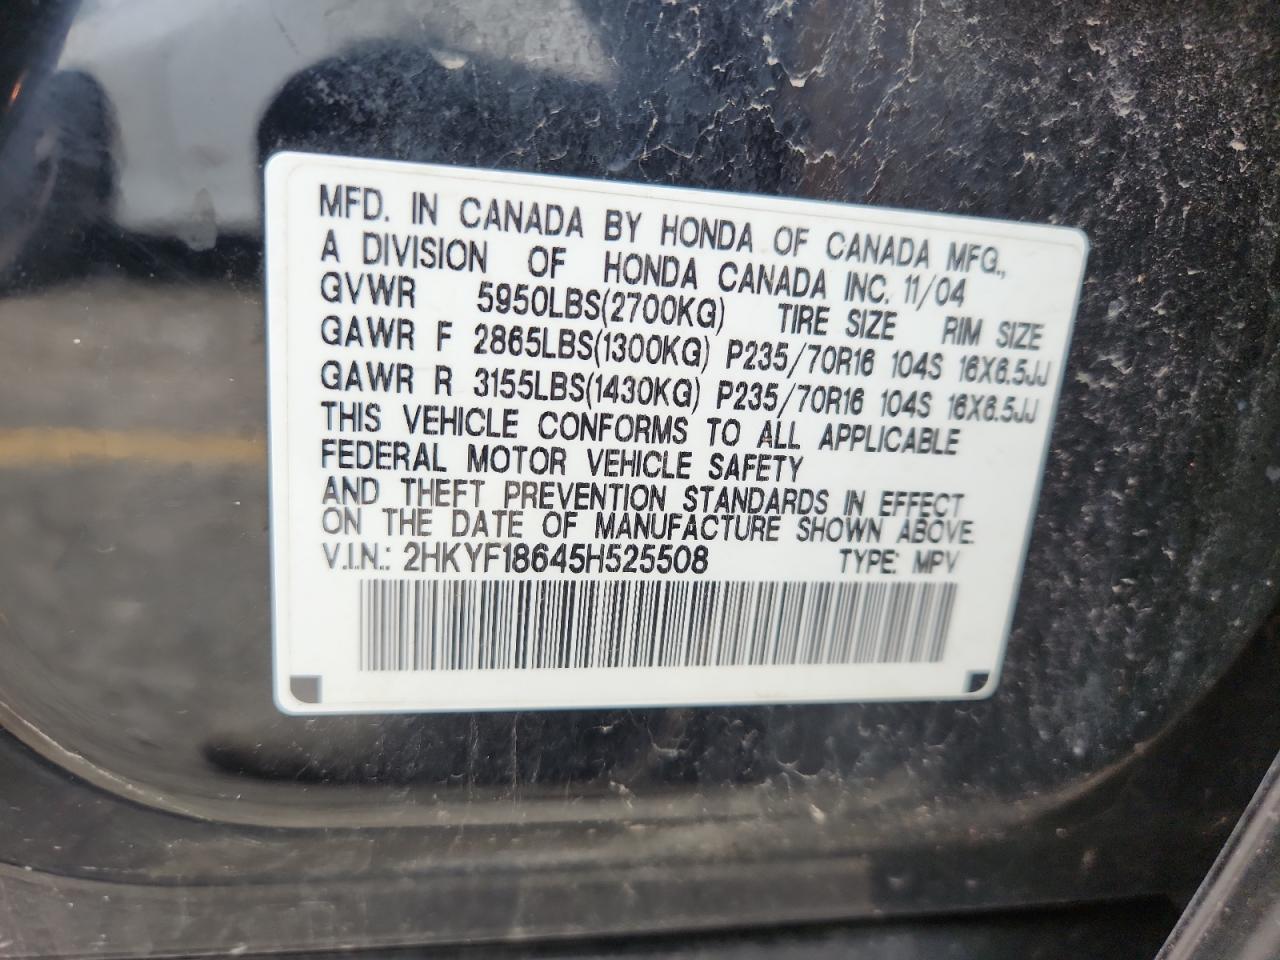 MFD. IN CANADA BY HONDA OF CANADA MFG.,
A DIVISION OF HONDA CANADA INC. 11/04
GVWR 5950LBS(2700KG) TIRE SIZE RIM SIZE
GAWR F 2865LBS(1300KG) P235/70R16 104S 16X6.5JJ
GAWR R 3155LBS(1430KG) P235/70R16 104S 16X6.5JJ
THIS VEHICLE CONFORMS TO ALL APPLICABLE
FEDERAL MOTOR VEHICLE SAFETY
AND THEFT PREVENTION STANDARDS IN EFFECT
ON THE DATE OF MANUFACTURE SHOWN ABOVE.
V.I.N.: 2HKYF18645H525508 TYPE: MPV